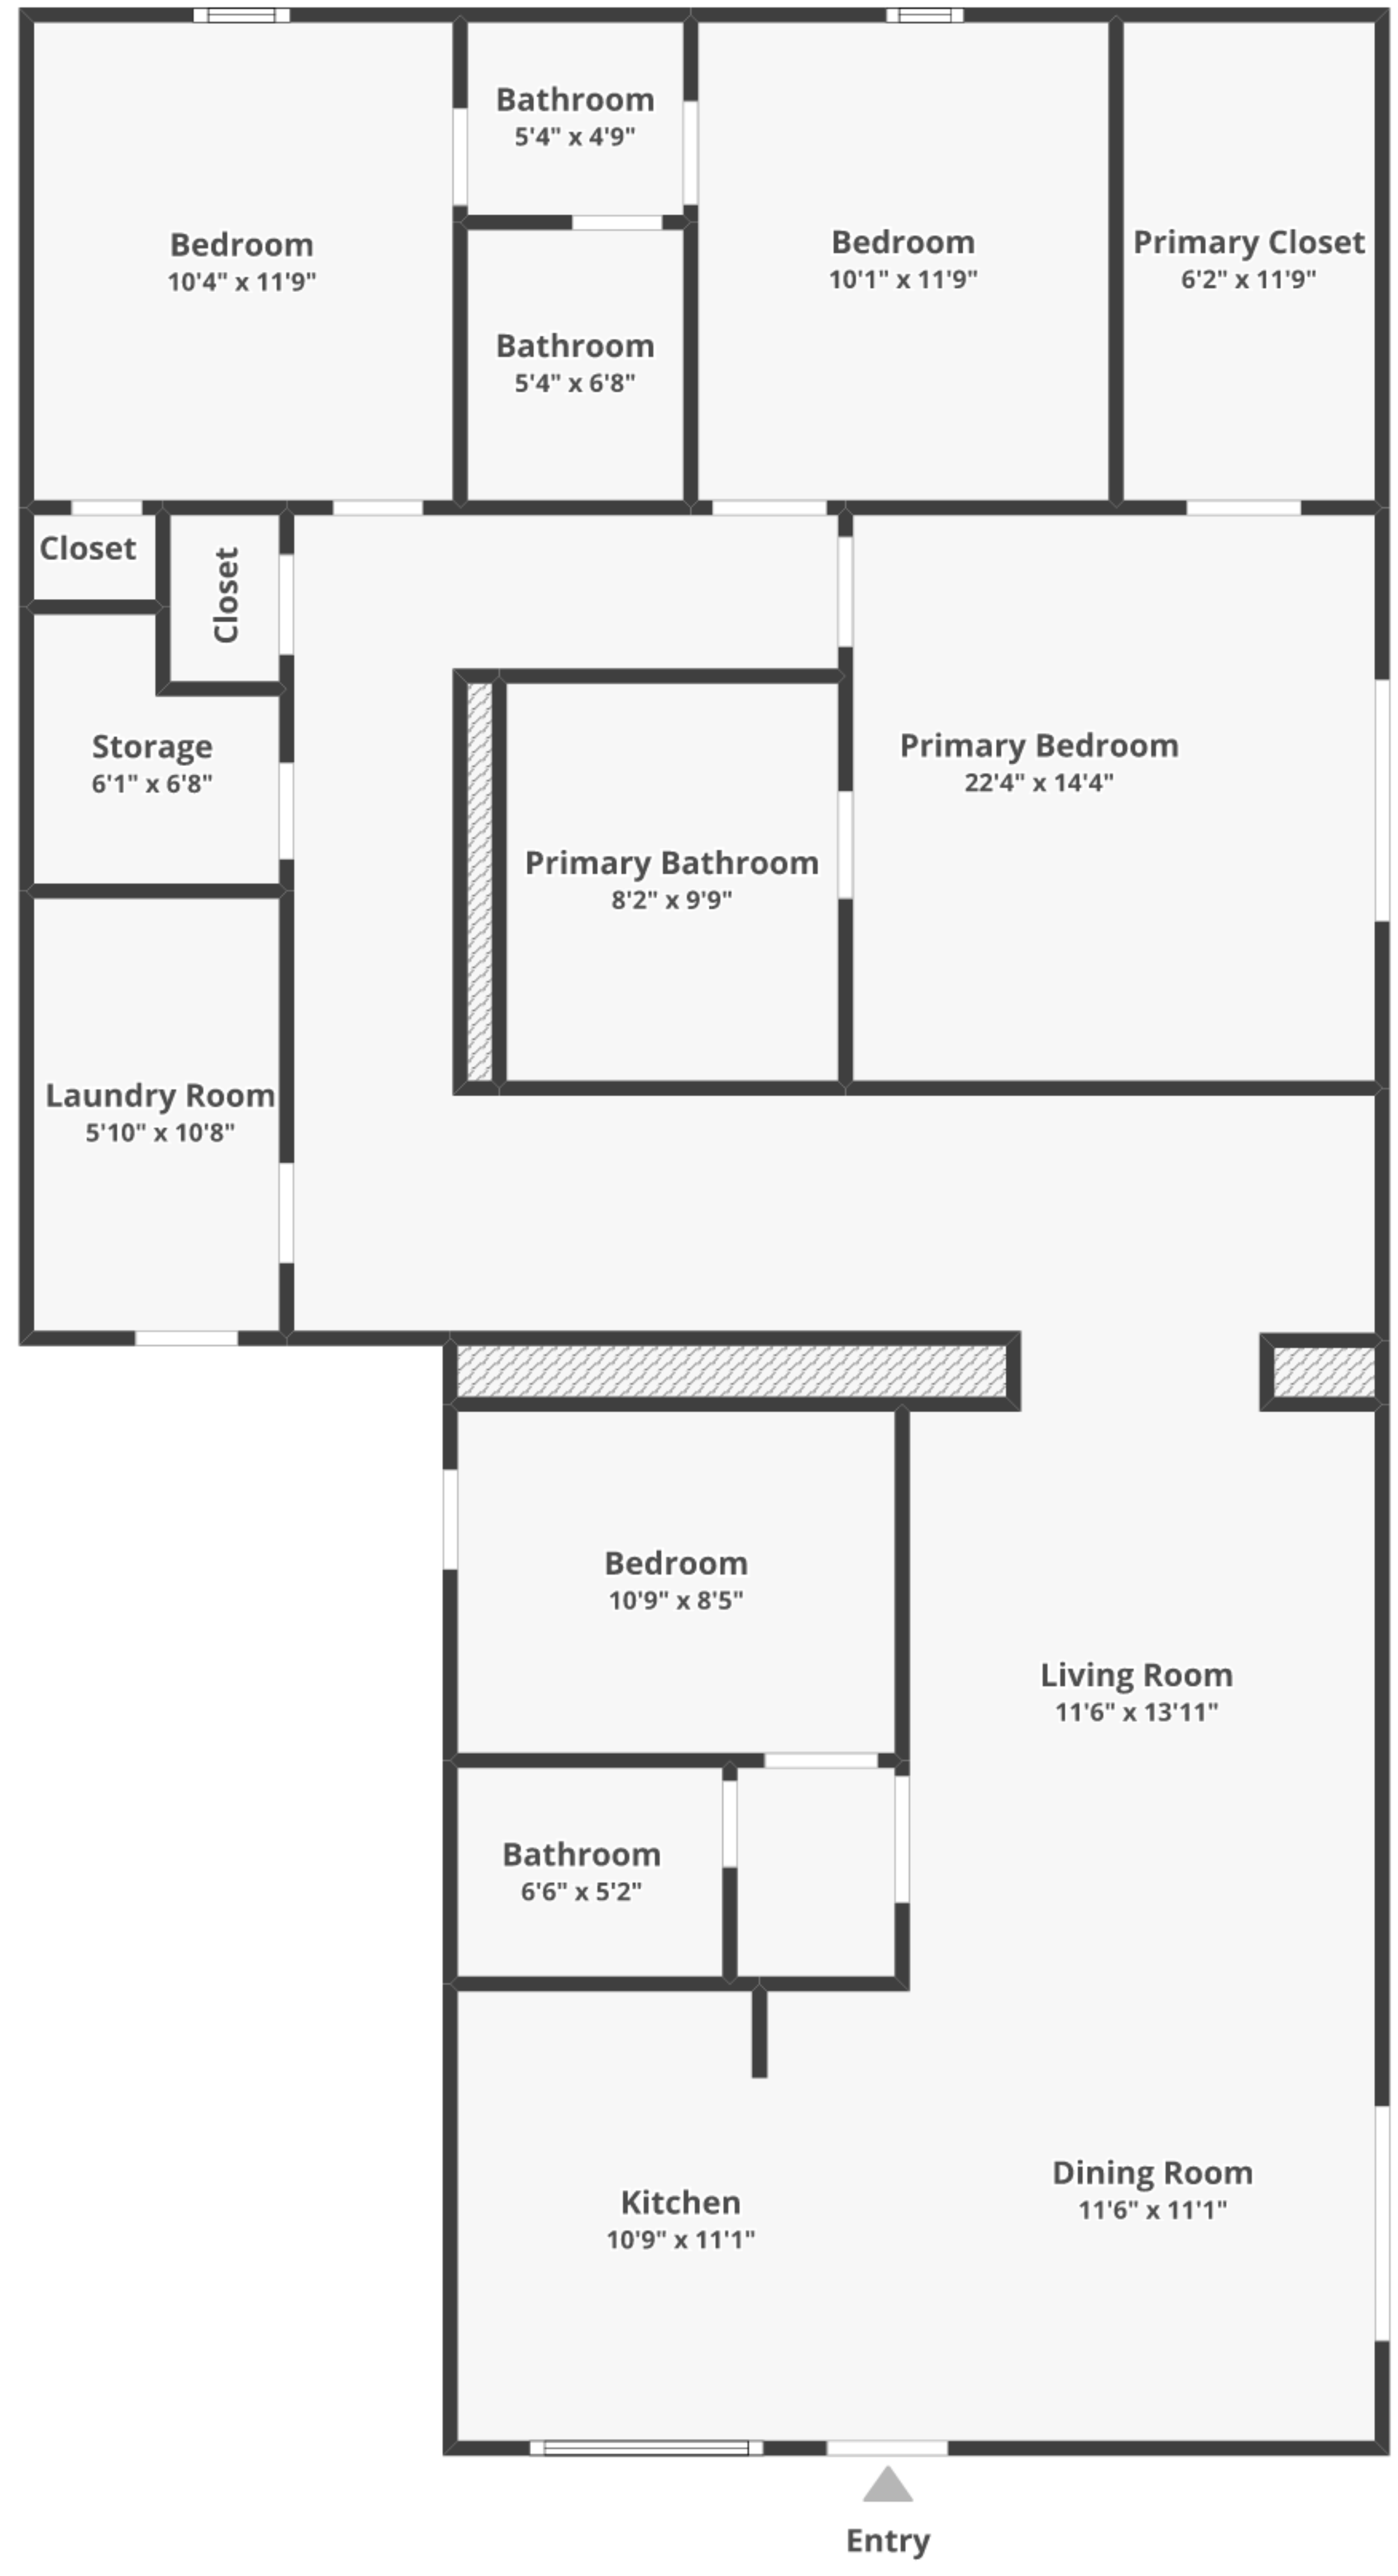 Bathroom
5'4" x 4'9"
Bedroom
10'4" x 11'9"
Bedroom
10'1" x 11'9"
Primary Closet
6'2" x 11'9"
Bathroom
5'4" x 6'8"
Closet
Closet
Storage
6'1" x 6'8"
Primary Bedroom
22'4" x 14'4"
Primary Bathroom
8'2" x 9'9"
Laundry Room
5'10" x 10'8"
Bedroom
10'9" x 8'5"
Living Room
11'6" x 13'11"
Bathroom
6'6" x 5'2"
Dining Room
11'6" x 11'1"
Kitchen
10'9" x 11'1"
Entry